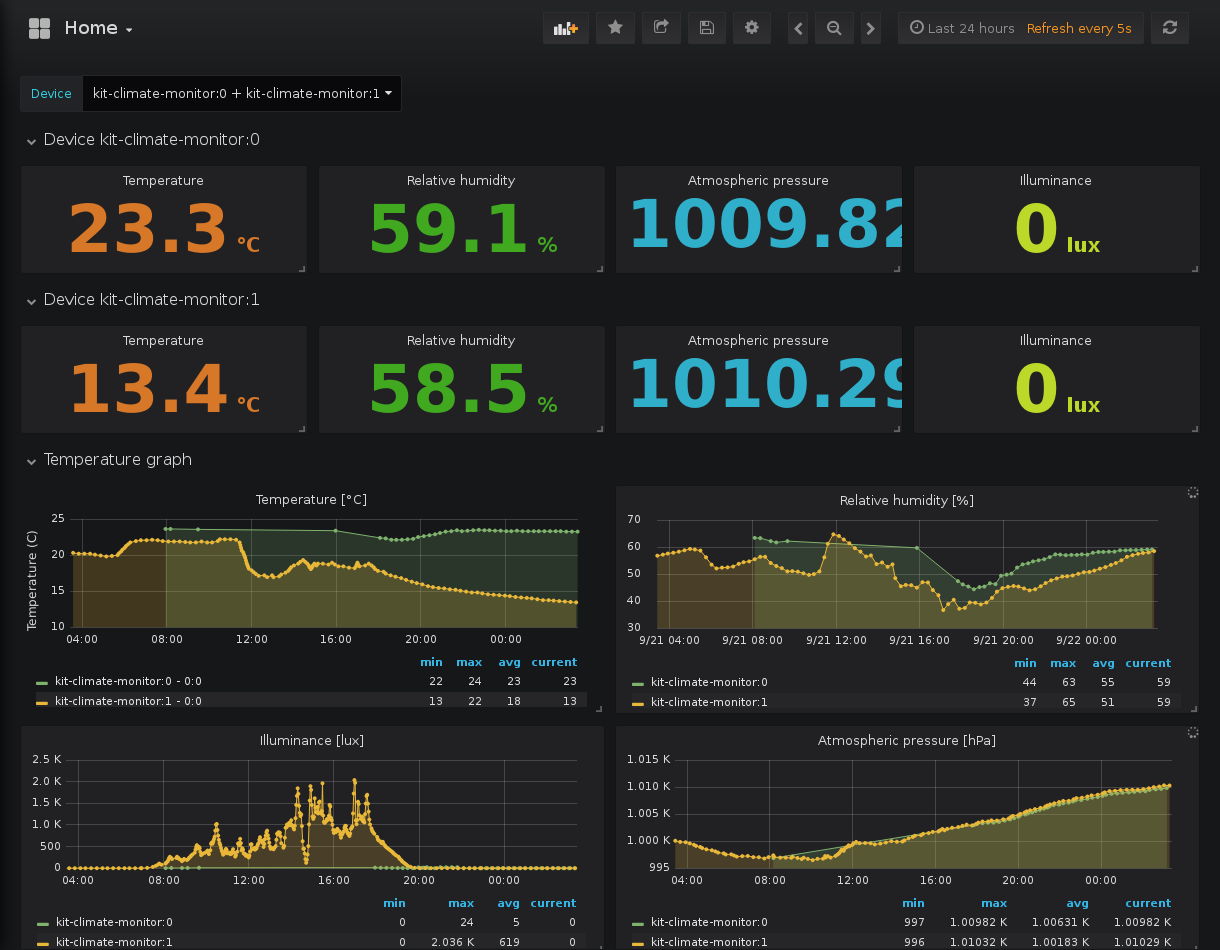 Home
Last 24 hours Refresh every 5s
Device kit-climate-monitor:0 + kit-climate-monitor:1
Device kit-climate-monitor:0
Temperature Relative humidity Atmospheric pressure Illuminance
23.3 °C 59.1 % 1009.82 0 lux
Device kit-climate-monitor:1
Temperature Relative humidity Atmospheric pressure Illuminance
13.4 °C 58.5 % 1010.29 0 lux
Temperature graph
Temperature [°C]
Temperature (C)
25
20
15
10
04:00 08:00 12:00 16:00 20:00 00:00
min max avg current
kit-climate-monitor:0 - 0:0 22 24 23 23
kit-climate-monitor:1 - 0:0 13 22 18 13
Relative humidity [%]
70
60
50
40
30
9/21 04:00 9/21 08:00 9/21 12:00 9/21 16:00 9/21 20:00 9/22 00:00
min max avg current
kit-climate-monitor:0 44 63 55 59
kit-climate-monitor:1 37 65 51 59
Illuminance [lux]
2.5 K
2.0 K
1.5 K
1.0 K
500
0
04:00 08:00 12:00 16:00 20:00 00:00
min max avg current
kit-climate-monitor:0 0 24 5 0
kit-climate-monitor:1 0 2.036 K 619 0
Atmospheric pressure [hPa]
1.015 K
1.010 K
1.005 K
1.000 K
995
04:00 08:00 12:00 16:00 20:00 00:00
min max avg current
kit-climate-monitor:0 997 1.00982 K 1.00631 K 1.00982 K
kit-climate-monitor:1 996 1.01032 K 1.00183 K 1.01029 K